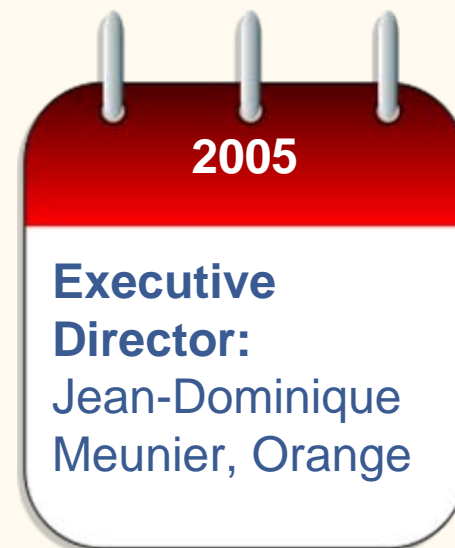 2005
Executive
Director:
Jean-Dominique
Meunier, Orange